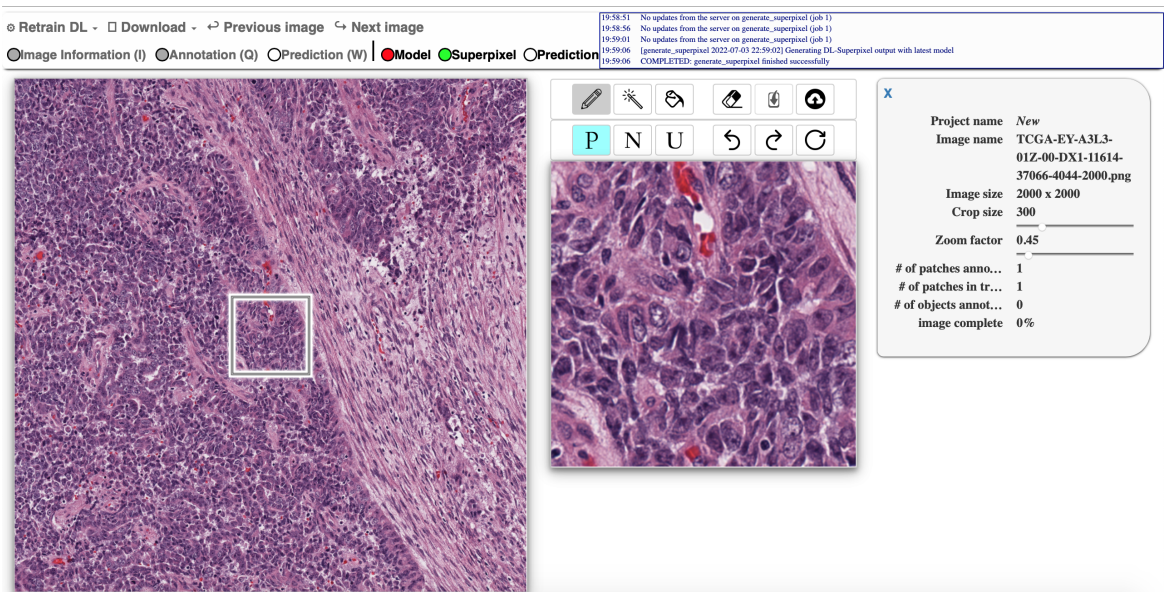 Retrain DL - Download - Previous image Next image
Image Information (I) Annotation (Q) Prediction (W) Model Superpixel Prediction
19:58:51 No updates from the server on generate_superpixel (job 1)
19:58:56 No updates from the server on generate_superpixel (job 1)
19:59:01 No updates from the server on generate_superpixel (job 1)
19:59:06 [generate_superpixel 2022-07-03 22:59:02] Generating DL-Superpixel output with latest model
19:59:06 COMPLETED: generate_superpixel finished successfully
P N U
X
Project name New
Image name TCGA-EY-A3L3-
01Z-00-DX1-11614-
37066-4044-2000.png
Image size 2000 x 2000
Crop size 300
Zoom factor 0.45
# of patches anno... 1
# of patches in tr... 1
# of objects annot... 0
image complete 0%